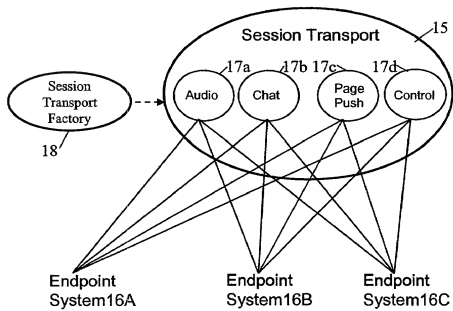 15
Session Transport
17a
17b
17c
17d
Audio
Chat
Page
Push
Control
Session
Transport
Factory
18
Endpoint
System16A
Endpoint
System16B
Endpoint
System16C